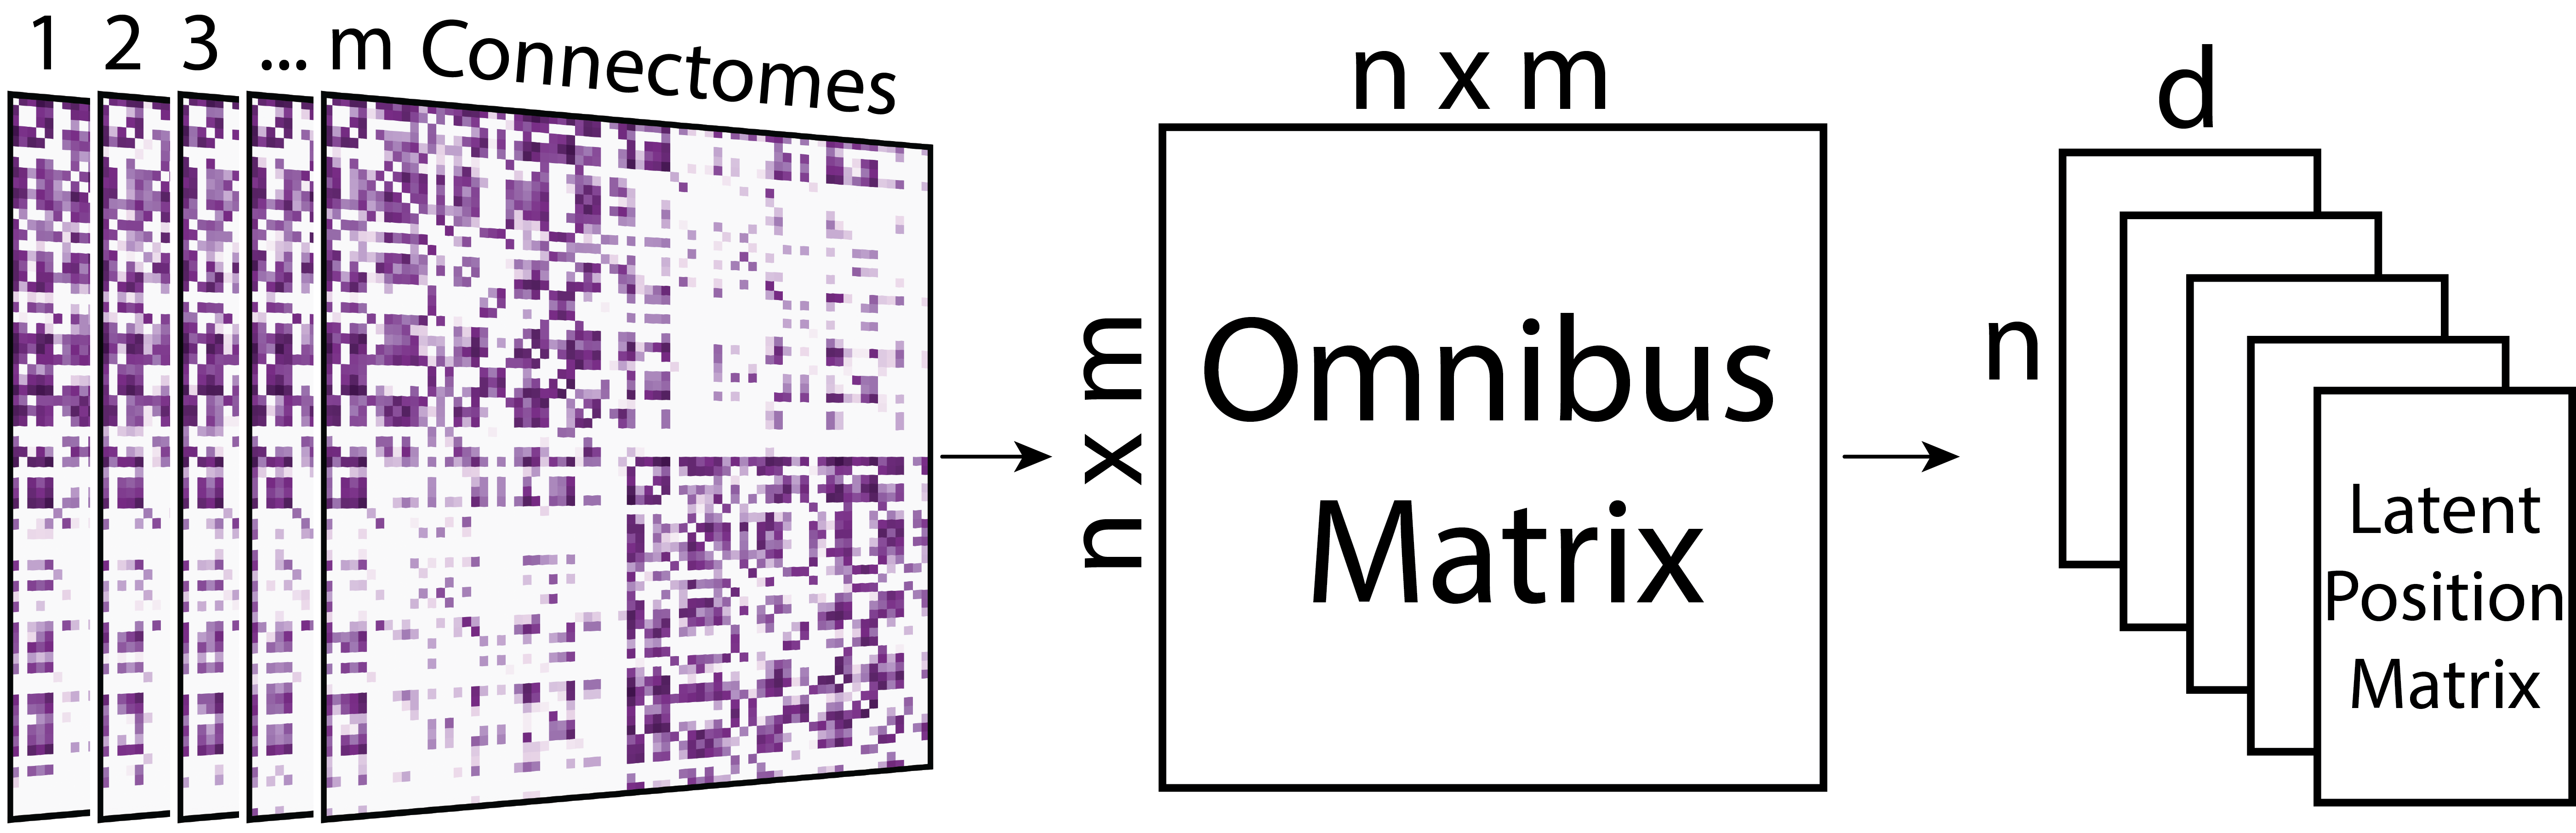 1 2 3 ... m Connectomes
n x m
n x m
Omnibus
Matrix
d
n
Latent
Position
Matrix